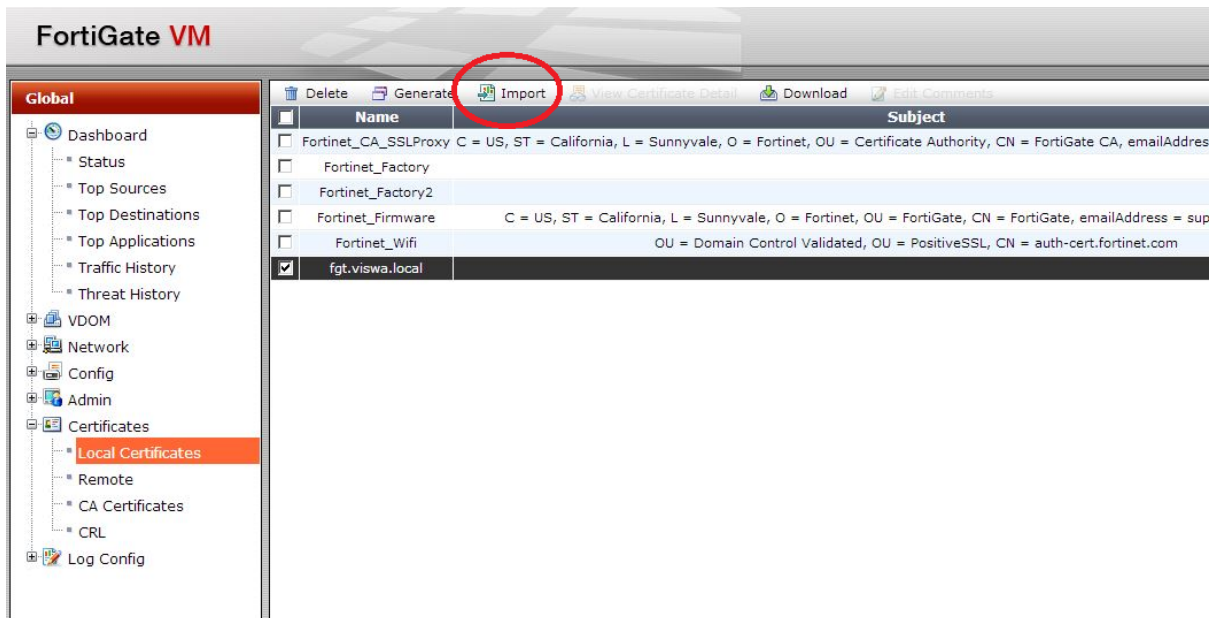 FortiGate VM
Global
Dashboard
Status
Top Sources
Top Destinations
Top Applications
Traffic History
Threat History
VDOM
Network
Config
Admin
Certificates
Local Certificates
Remote
CA Certificates
CRL
Log Config
Delete Generate Import View Certificate Detail Download Edit Comments
Name Subject
Fortinet_CA_SSLProxy C = US, ST = California, L = Sunnyvale, O = Fortinet, OU = Certificate Authority, CN = FortiGate CA, emailAddres
Fortinet_Factory
Fortinet_Factory2
Fortinet_Firmware C = US, ST = California, L = Sunnyvale, O = Fortinet, OU = FortiGate, CN = FortiGate, emailAddress = sup
Fortinet_Wifi OU = Domain Control Validated, OU = PositiveSSL, CN = auth-cert.fortinet.com
fgt.viswa.local